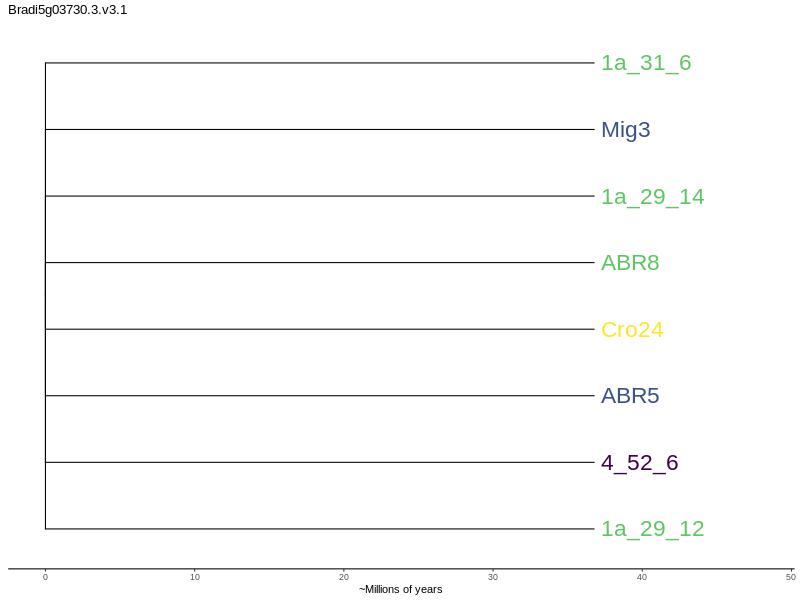 Bradi5g03730.3.v3.1
1a_31_6
Mig3
1a_29_14
ABR8
Cro24
ABR5
4_52_6
1a_29_12
0 10 20 30 40 50
~Millions of years